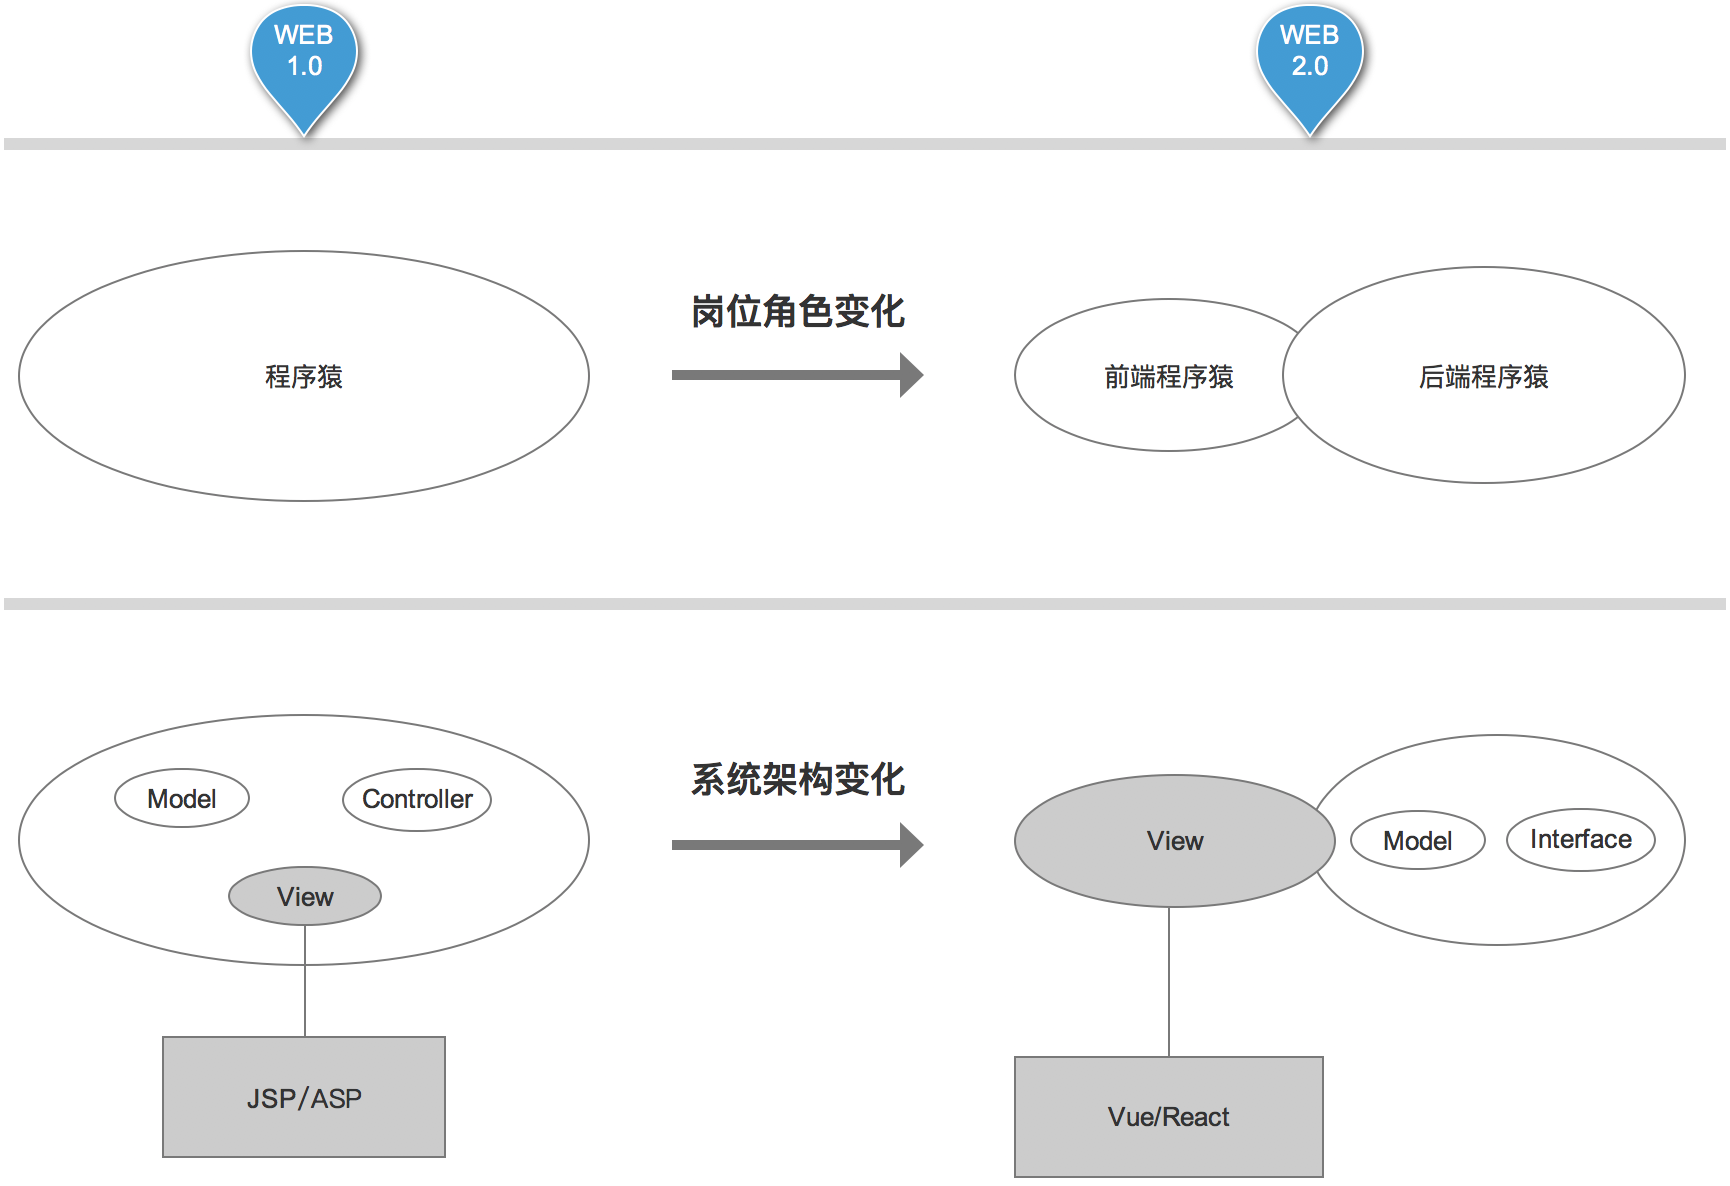 WEB
1.0
WEB
2.0
岗位角色变化
程序猿
前端程序猿
后端程序猿
系统架构变化
Model
Controller
View
View
Model
Interface
JSP/ASP
Vue/React